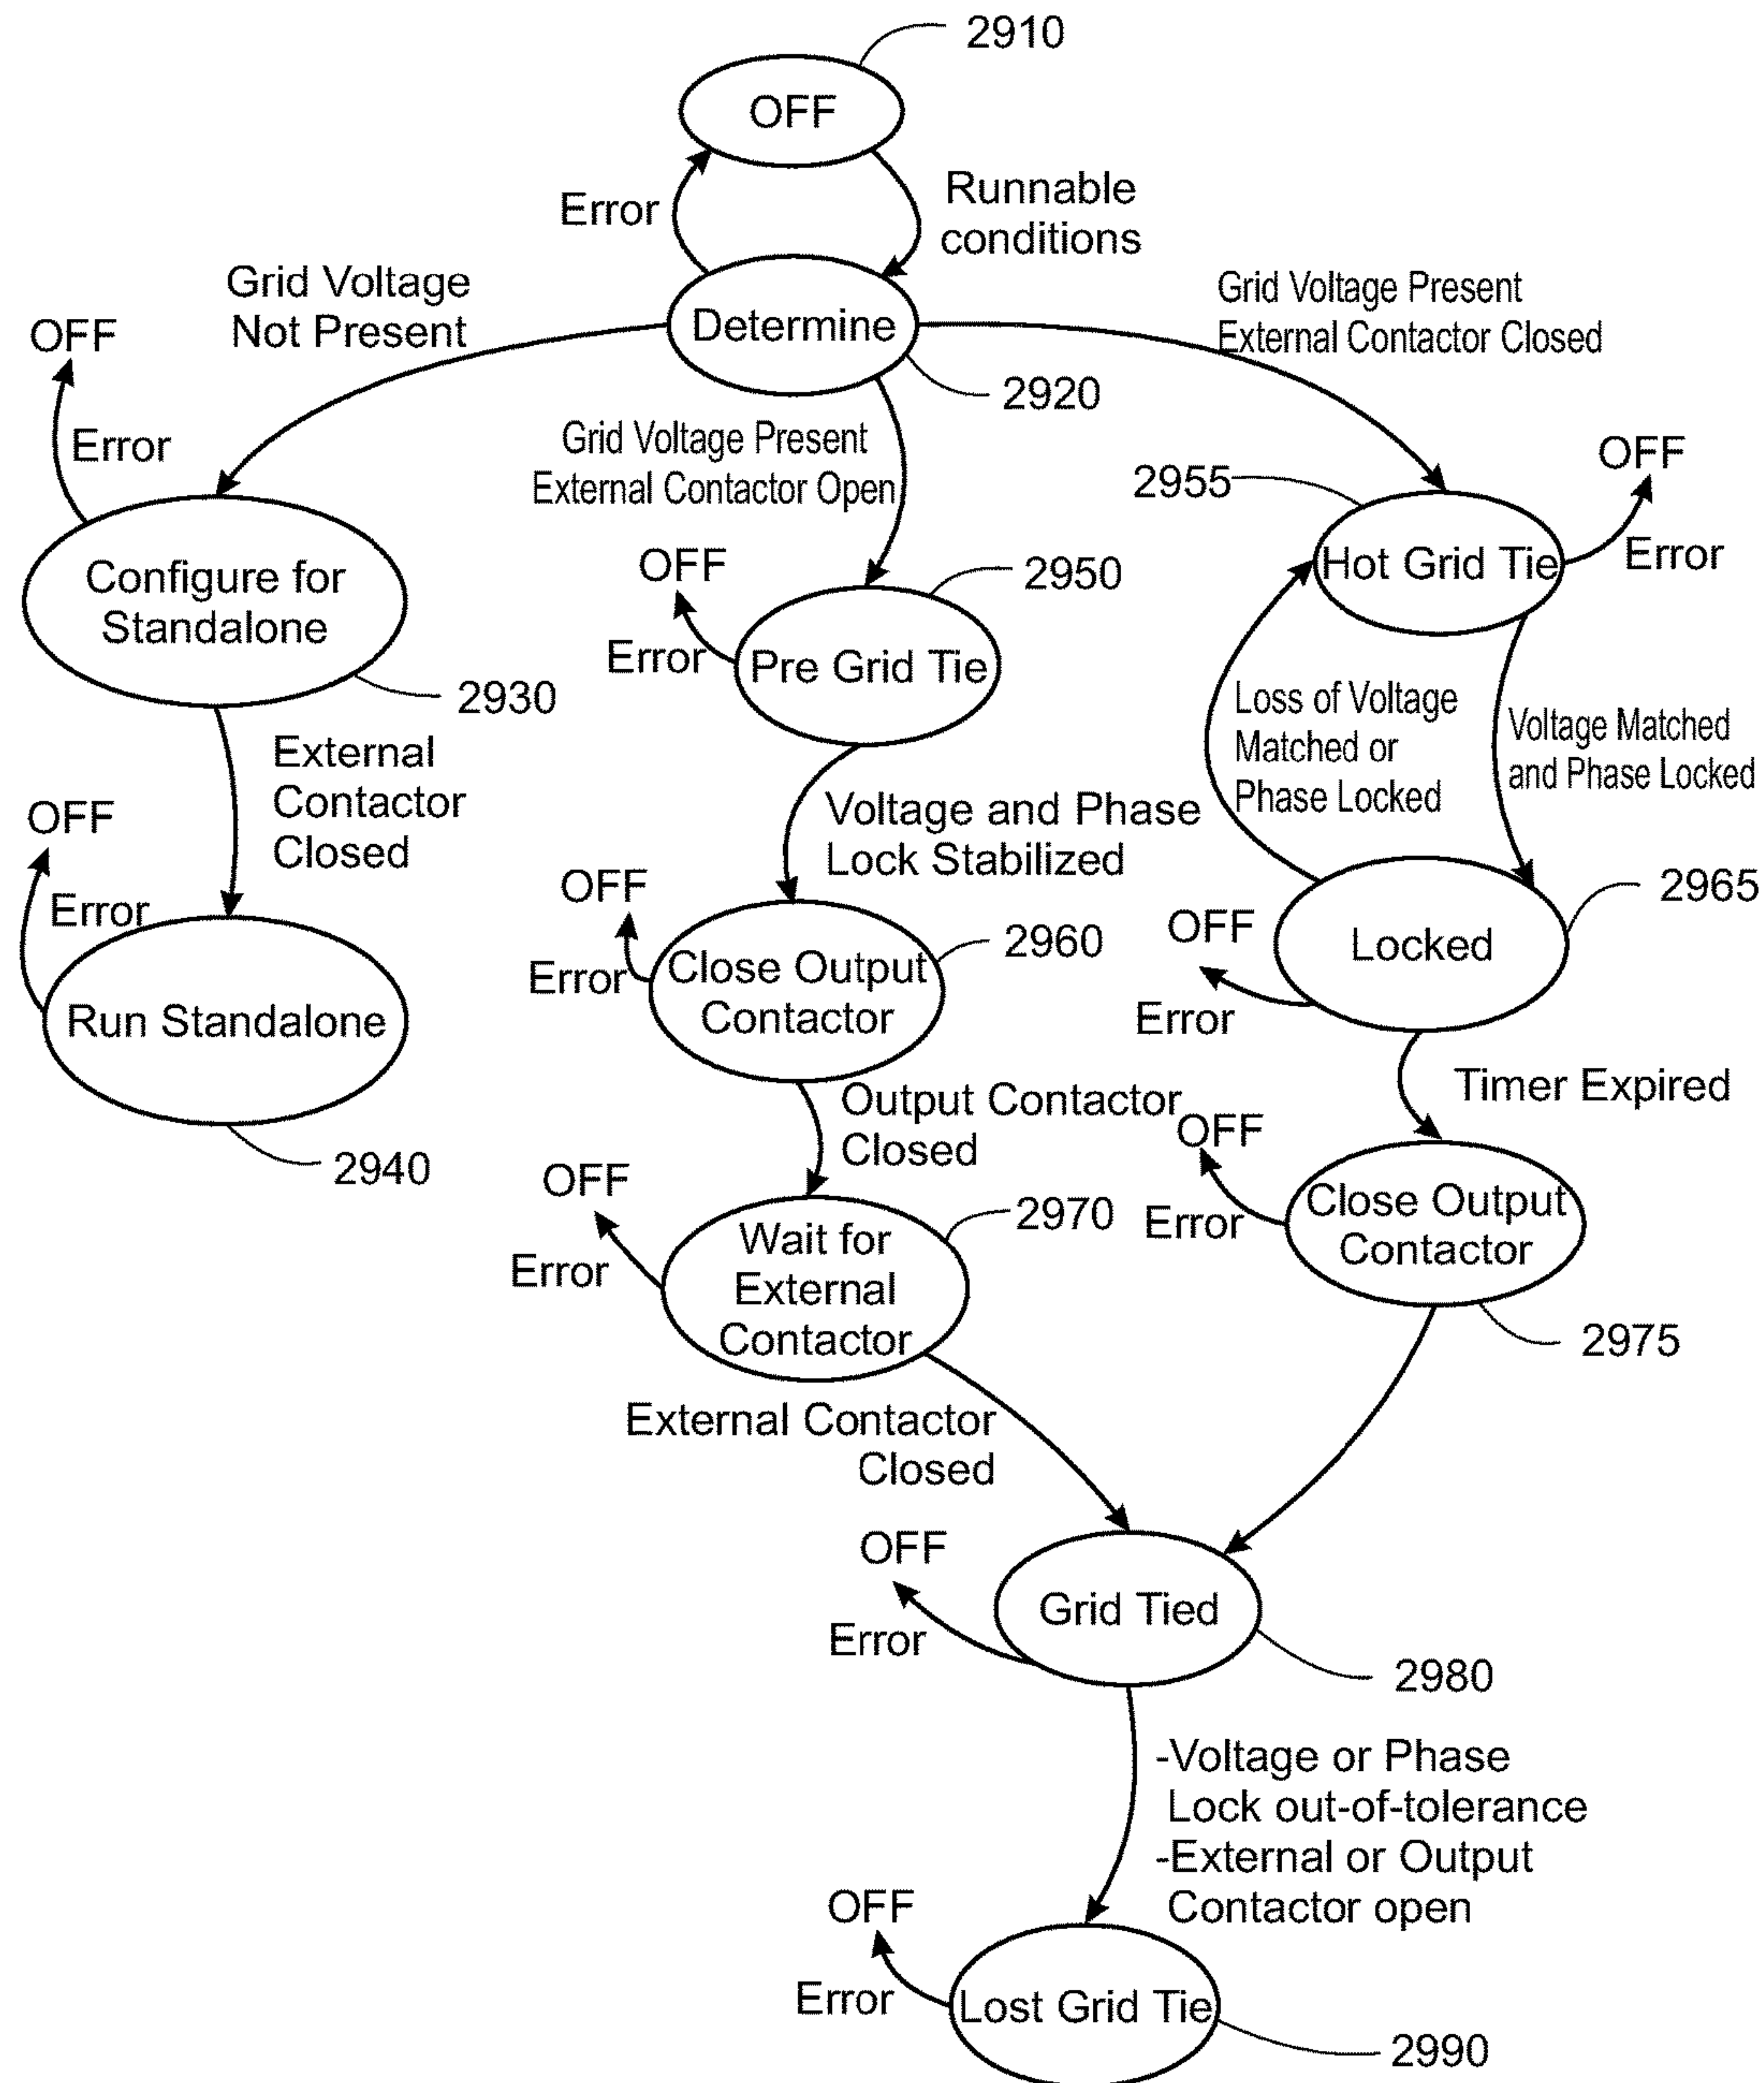 2910
OFF
Error
Runnable
conditions
Determine
2920
Grid Voltage
Not Present
Grid Voltage Present
External Contactor Closed
Grid Voltage Present
External Contactor Open
OFF
Error
Configure for
Standalone
2930
External
Contactor
Closed
OFF
Error
Run Standalone
2940
OFF
Error
Pre Grid Tie
2950
Voltage and Phase
Lock Stabilized
OFF
Error
Close Output
Contactor
2960
Output Contactor
Closed
OFF
Error
Wait for
External
Contactor
2970
External Contactor
Closed
2955
Hot Grid Tie
OFF
Error
Loss of Voltage
Matched or
Phase Locked
Voltage Matched
and Phase Locked
Locked
2965
OFF
Error
Timer Expired
OFF
Error
Close Output
Contactor
2975
OFF
Error
Grid Tied
2980
-Voltage or Phase
Lock out-of-tolerance
-External or Output
Contactor open
OFF
Error
Lost Grid Tie
2990